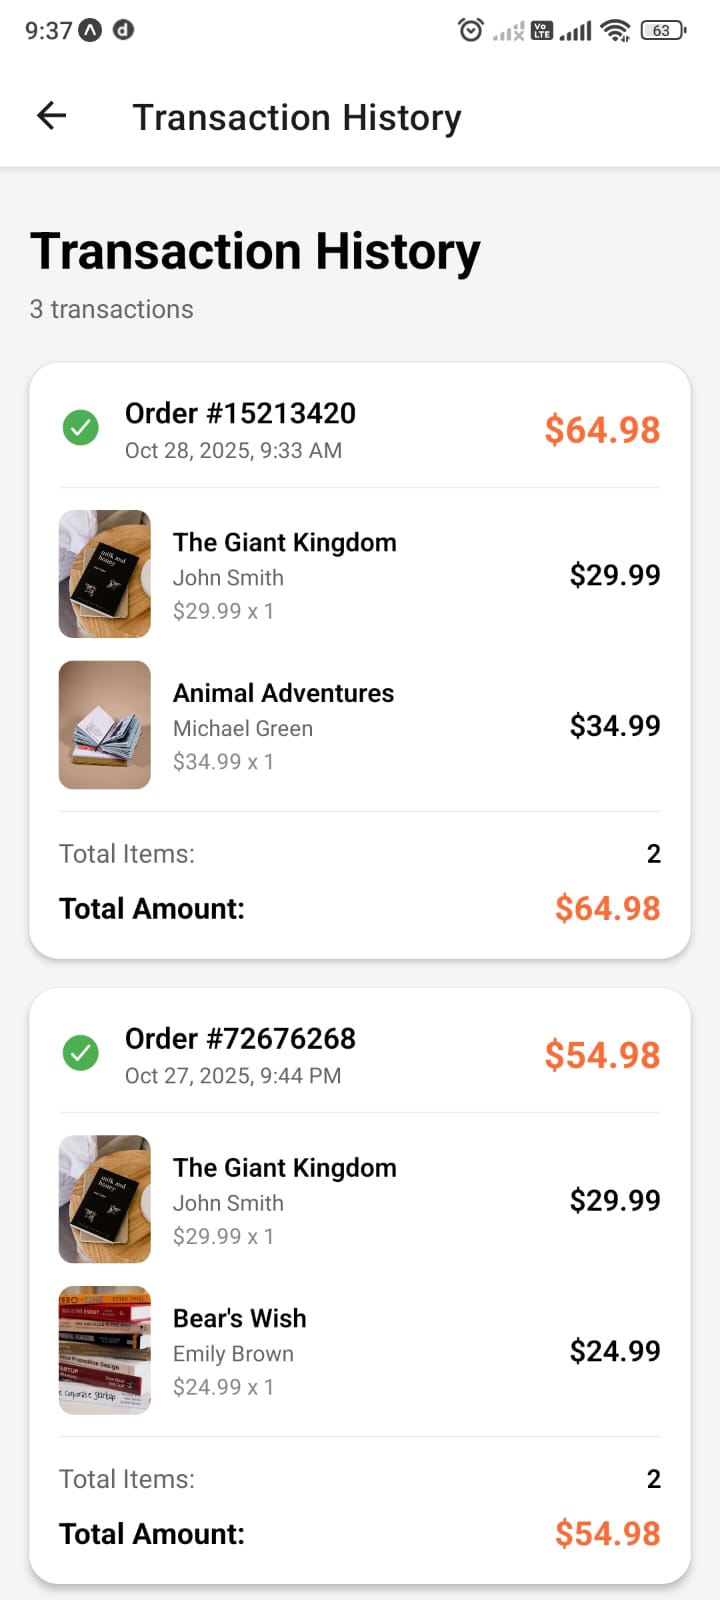 9:37
VoLTE
63
Transaction History
Transaction History
3 transactions
Order #15213420
$64.98
Oct 28, 2025, 9:33 AM
milk and
honey
The Giant Kingdom
John Smith
$29.99
$29.99 x 1
Animal Adventures
Michael Green
$34.99
$34.99 x 1
Total Items:
2
Total Amount:
$64.98
Order #72676268
$54.98
Oct 27, 2025, 9:44 PM
milk and
honey
The Giant Kingdom
John Smith
$29.99
$29.99 x 1
Bear's Wish
Emily Brown
$24.99
$24.99 x 1
Total Items:
2
Total Amount:
$54.98